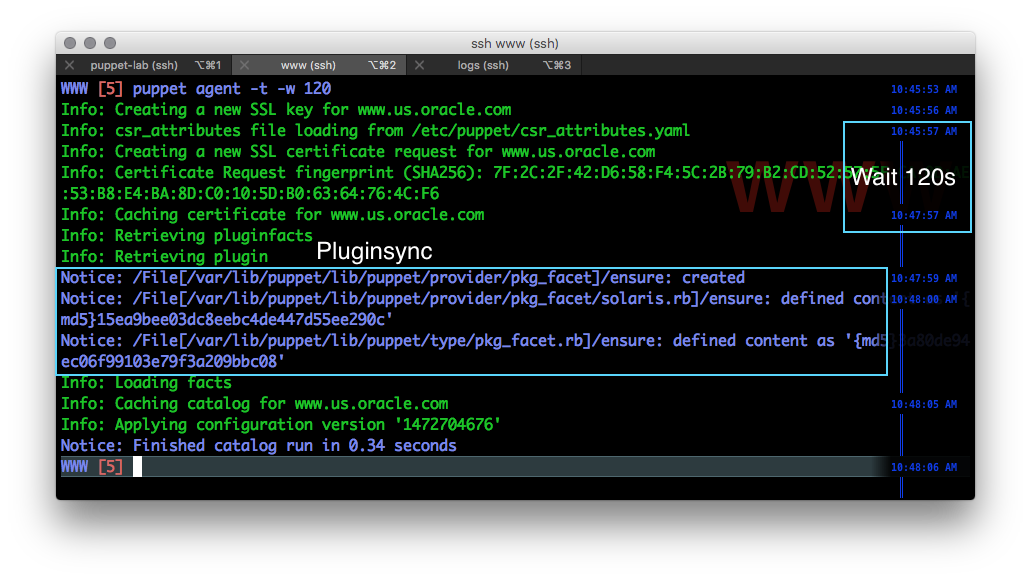 ssh www (ssh)
puppet-lab (ssh) ⌥⌘1 www (ssh) ⌥⌘2 logs (ssh) ⌥⌘3
WWW [5] puppet agent -t -w 120 10:45:53 AM
Info: Creating a new SSL key for www.us.oracle.com 10:45:56 AM
Info: csr_attributes file loading from /etc/puppet/csr_attributes.yaml 10:45:57 AM
Info: Creating a new SSL certificate request for www.us.oracle.com
Info: Certificate Request fingerprint (SHA256): 7F:2C:2F:42:D6:58:F4:5C:2B:79:B2:CD:52:
WWW
Wait 120s
:53:B8:E4:BA:8D:C0:10:5D:B0:63:64:76:4C:F6
Info: Caching certificate for www.us.oracle.com 10:47:57 AM
Info: Retrieving pluginfacts
Info: Retrieving plugin
Pluginsync
Notice: /File[/var/lib/puppet/lib/puppet/provider/pkg_facet]/ensure: created 10:47:59 AM
Notice: /File[/var/lib/puppet/lib/puppet/provider/pkg_facet/solaris.rb]/ensure: defined cont 10:48:00 AM {
md5}15ea9bee03dc8eebc4de447d55ee290c'
Notice: /File[/var/lib/puppet/lib/puppet/type/pkg_facet.rb]/ensure: defined content as '{md5}3a80de94
ec06f99103e79f3a209bbc08'
Info: Loading facts
Info: Caching catalog for www.us.oracle.com 10:48:05 AM
Info: Applying configuration version '1472704676'
Notice: Finished catalog run in 0.34 seconds
WWW [5] 10:48:06 AM